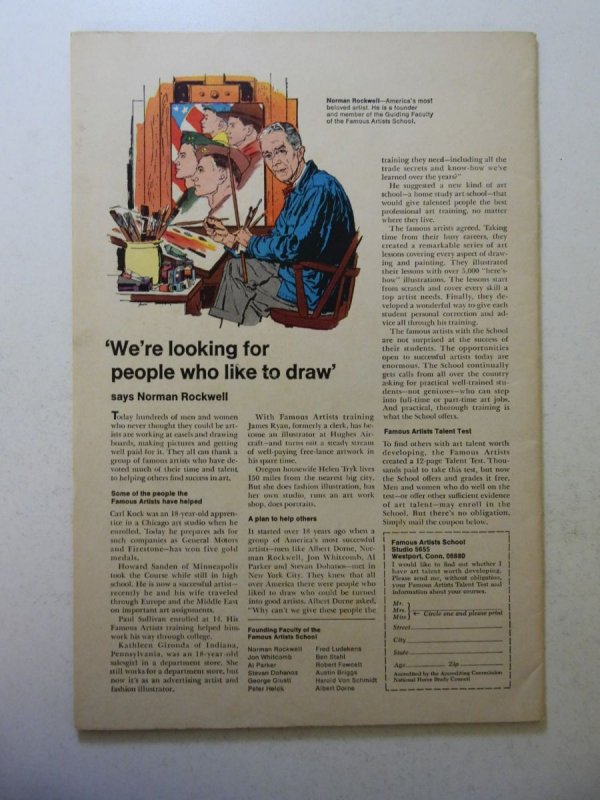 Norman Rockwell—America's most
beloved artist. He is a founder
and member of the Guiding Faculty
of the Famous Artists School.
'We're looking for
people who like to draw'
says Norman Rockwell
Today hundreds of men and women
who never thought they could be art-
ists are working at easels and drawing
boards, making pictures and getting
well paid for it. They all can thank a
group of famous artists who have de-
voted much of their time and talent
to helping others find success in art.
Some of the people the
Famous Artists have helped
Carl Kock was an 18-year-old appren-
tice in a Chicago art studio when he
enrolled. Today he prepares ads for
such companies as General Motors
and Firestone—has won five gold
medals.
Howard Sanden of Minneapolis
took the Course while still in high
school. He is now a successful artist—
recently he and his wife traveled
through Europe and the Middle East
on important art assignments.
Paul Sullivan enrolled at 14. His
Famous Artists training helped him
work his way through college.
Kathleen Gironda of Indiana,
Pennsylvania, was an 18-year-old
salesgirl in a department store. She
still works for a department store, but
now it's as an advertising artist and
fashion illustrator.
With Famous Artists training
James Ryan, formerly a clerk, has be-
come an illustrator at Hughes Air-
craft—and turns out a steady stream
of well-paying free-lance artwork in
his spare time.
Oregon housewife Helen Tryk lives
150 miles from the nearest big city.
But she does fashion illustration, has
her own studio, runs an art work
shop, does portraits.
A plan to help others
It started over 18 years ago when a
group of America's most successful
artists—men like Albert Dorne, Nor-
man Rockwell, Jon Whitcomb, Al
Parker and Stevan Dohanos—met in
New York City. They knew that all
over America there were people who
liked to draw who could be turned
into good artists. Albert Dorne asked,
"Why can't we give these people the
Founding Faculty of the
Famous Artists School
Norman Rockwell
Jon Whitcomb
Al Parker
Stevan Dohanos
George Giusti
Peter Helck
Fred Ludekens
Ben Stahl
Robert Fawcett
Austin Briggs
Harold Von Schmidt
Albert Dorne
training they need—including all the
trade secrets and know-how we've
learned over the years?"
He suggested a new kind of art
school—a home study art school—that
would give talented people the best
professional art training, no matter
where they live.
The famous artists agreed. Taking
time from their busy careers, they
created a remarkable series of art
lessons covering every aspect of draw-
ing and painting. They illustrated
their lessons with over 5,000 "here's-
how" illustrations. The lessons start
from scratch and cover every skill a
top artist needs. Finally, they de-
veloped a wonderful way to give each
student personal correction and ad-
vice all through his training.
The famous artists with the School
are not surprised at the success of
their students. The opportunities
open to successful artists today are
enormous. The School continually
gets calls from all over the country
asking for practical well-trained stu-
dents—not geniuses—who can step
into full-time or part-time art jobs.
And practical, thorough training is
what the School offers.
Famous Artists Talent Test
To find others with art talent worth
developing, the Famous Artists
created a 12-page Talent Test. Thou-
sands paid to take this test, but now
the School offers and grades it free.
Men and women who do well on the
test—or offer other sufficient evidence
of art talent—may enroll in the
School. But there's no obligation.
Simply mail the coupon below.
Famous Artists School
Studio 5655
Westport, Conn. 06880
I would like to find out whether I
have art talent worth developing.
Please send me, without obligation,
your Famous Artists Talent Test and
information about your courses.
Mr.
Mrs. Circle one and please print
Miss
Street
City
State
Age Zip
Accredited by the Accrediting Commission
National Home Study Council